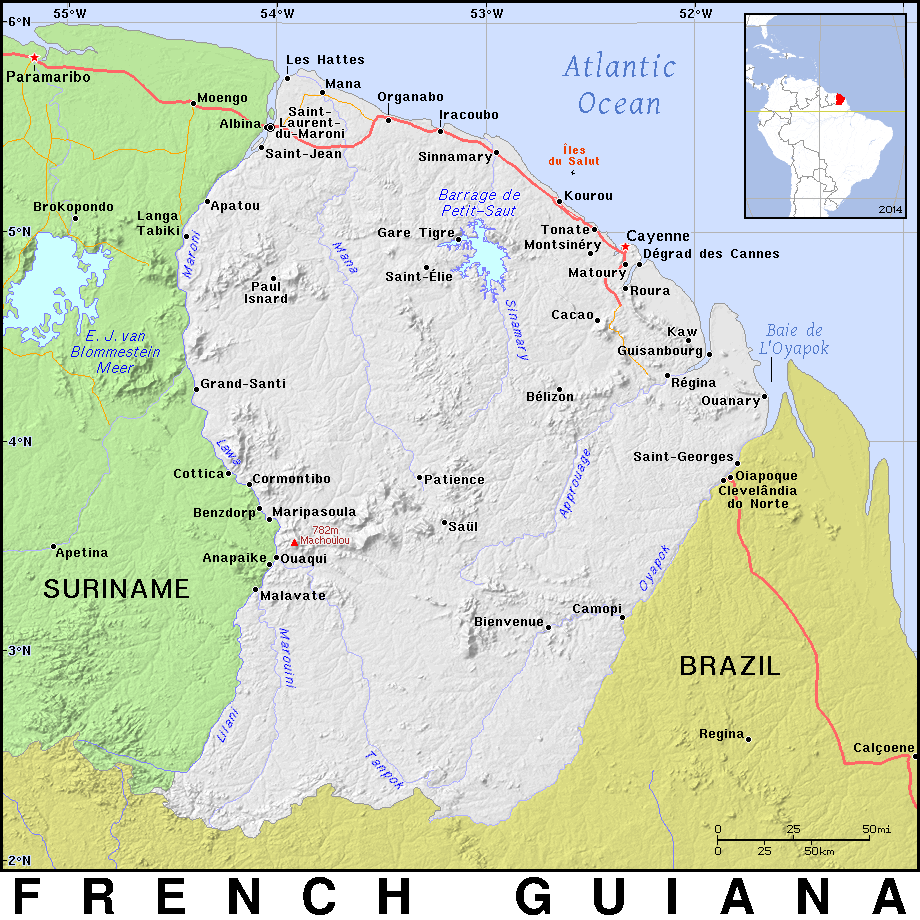 55°W
54°W
53°W
52°W
6°N
5°N
4°N
3°N
2°N
Paramaribo
Moengo
Albina
Les Hattes
Mana
Saint-
Laurent-
du-Maroni
Saint-Jean
Organabo
Iracoubo
Sinnamary
Atlantic
Ocean
Îles
du Salut
2014
Brokopondo
Langa
Tabiki
Apatou
Maroni
Barrage de
Petit-Saut
Gare Tigre
Saint-Élie
Kourou
Tonate
Montsinéry
Cayenne
Dégrad des Cannes
Matoury
Roura
Mana
Paul
Isnard
Sinamary
Cacao
Kaw
Guisanbourg
Baie de
L'Oyapok
E. J. van
Blommestein
Meer
Grand-Santi
Bélizon
Régina
Ouanary
Lawa
Cottica
Cormontibo
Patience
Approuage
Saint-Georges
Oiapoque
Clevelândia
do Norte
Benzdorp
Maripasoula
782m
Machoulou
Saül
Apetina
Anapaike
Ouaqui
SURINAME
Malavate
Oyapok
Camopi
Bienvenue
Marouini
Lilani
Tanpok
BRAZIL
Regina
Calçoene
0 25 50mi
0 25 50km
FRENCH GUIANA